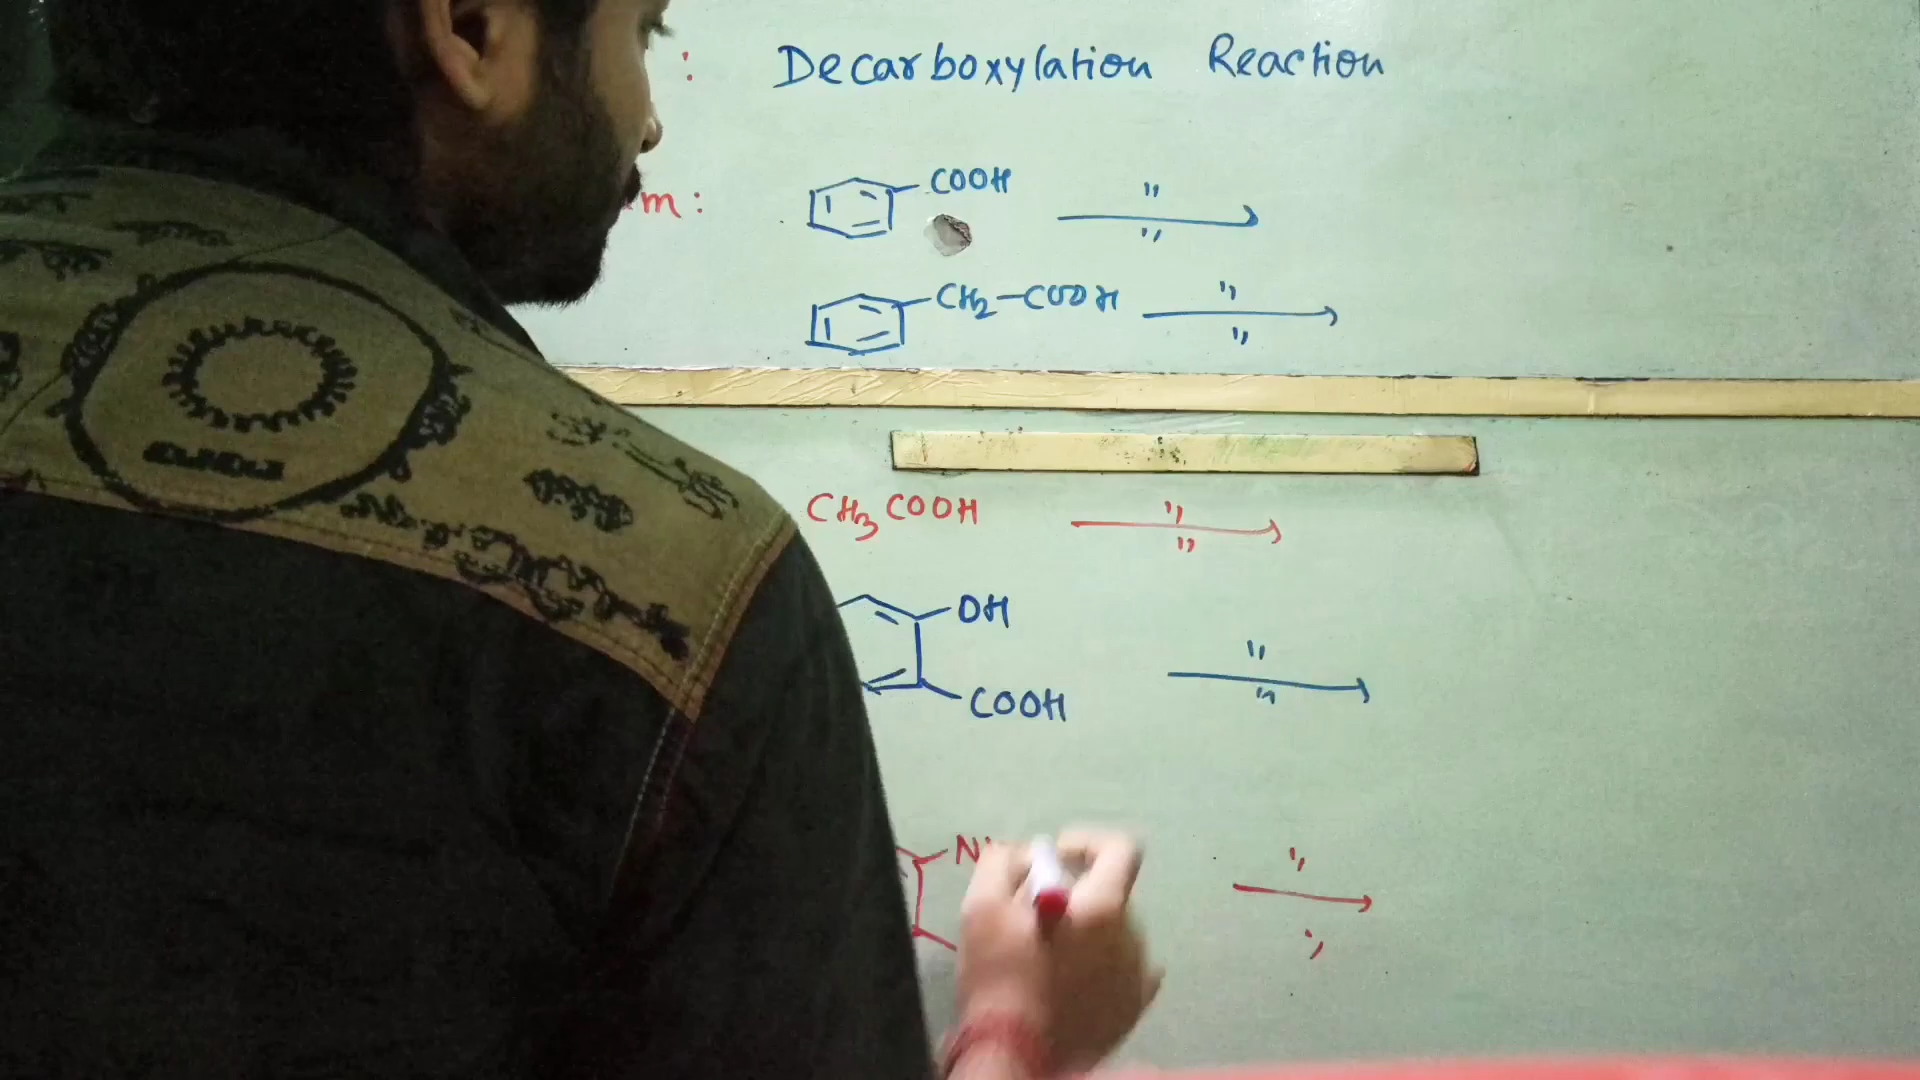 : Decarboxylation Reaction
m: COOH " "
CH2-COOH " "
CH3COOH " "
OH
COOH " "
N "
"